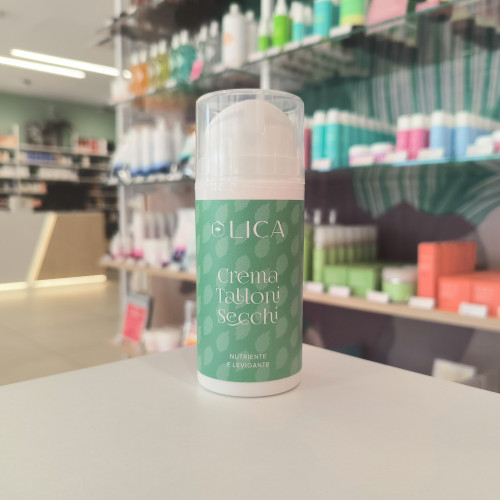 OLICA
Crema
Talloni
Secchi
NUTRIENTE
E LEVIGANTE